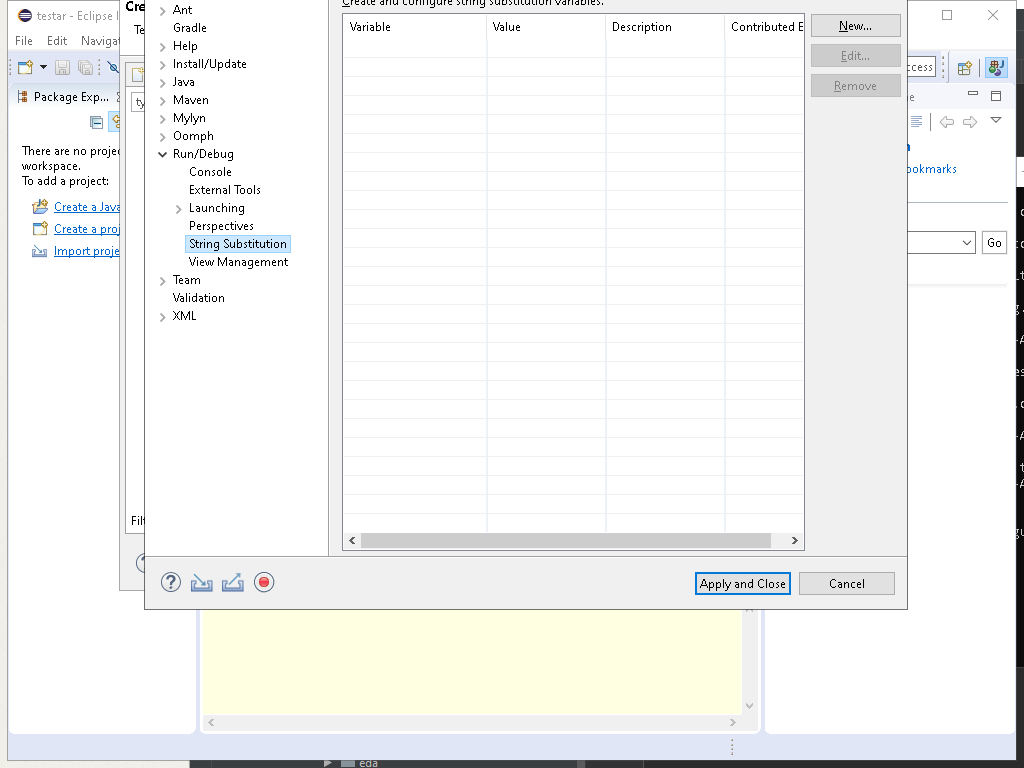 testar - Eclipse I
File Edit Navigat
Package Exp...
There are no projec
workspace.
To add a project:
Create a Java
Create a proj
Import proje
Cre
Te
ty
Filt
Ant
Gradle
Help
Install/Update
Java
Maven
Mylyn
Oomph
Run/Debug
Console
External Tools
Launching
Perspectives
String Substitution
View Management
Team
Validation
XML
Create and configure string substitution variables.
Variable Value Description Contributed E
New...
Edit...
Remove
Apply and Close Cancel
ccess
ookmarks
Go
eda